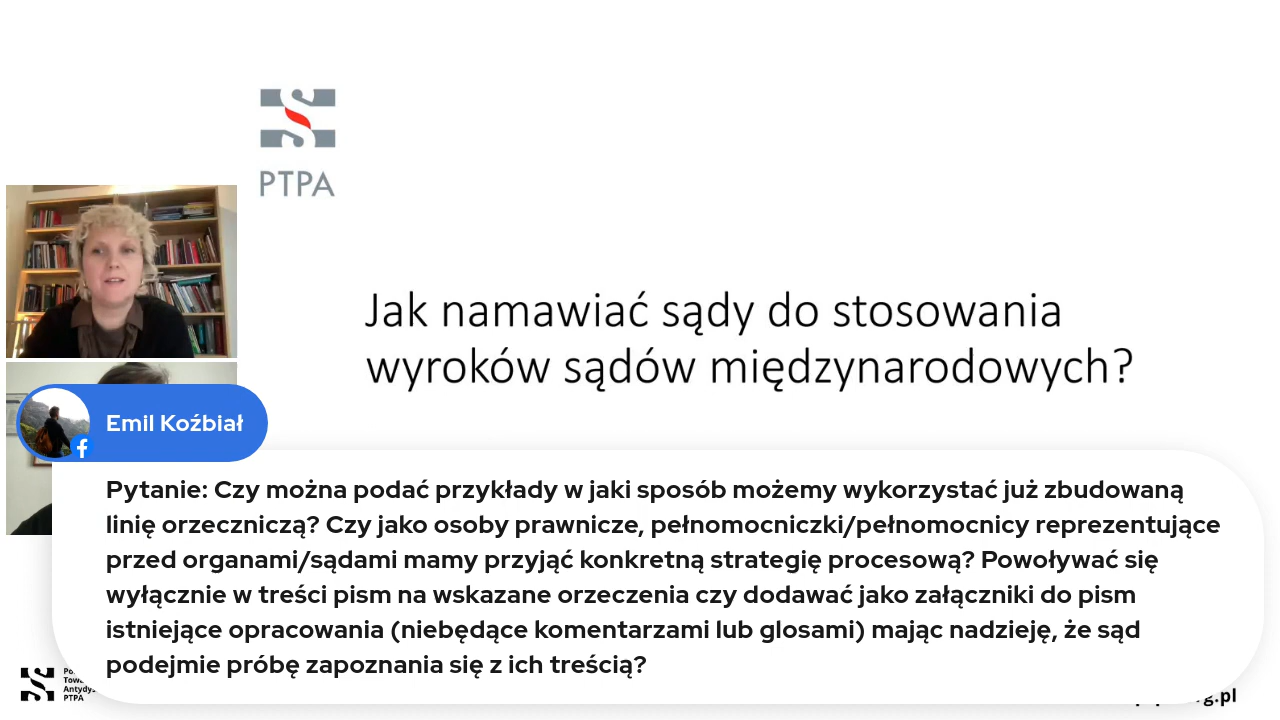 PTPA
Jak namawiać sądy do stosowania
wyroków sądów międzynarodowych?
Emil Koźbiał
Pytanie: Czy można podać przykłady w jaki sposób możemy wykorzystać już zbudowaną
linię orzeczniczą? Czy jako osoby prawnicze, pełnomocniczki/pełnomocnicy reprezentujące
przed organami/sądami mamy przyjąć konkretną strategię procesową? Powoływać się
wyłącznie w treści pism na wskazane orzeczenia czy dodawać jako załączniki do pism
istniejące opracowania (niebędące komentarzami lub glosami) mając nadzieję, że sąd
podejmie próbę zapoznania się z ich treścią?
PTPA